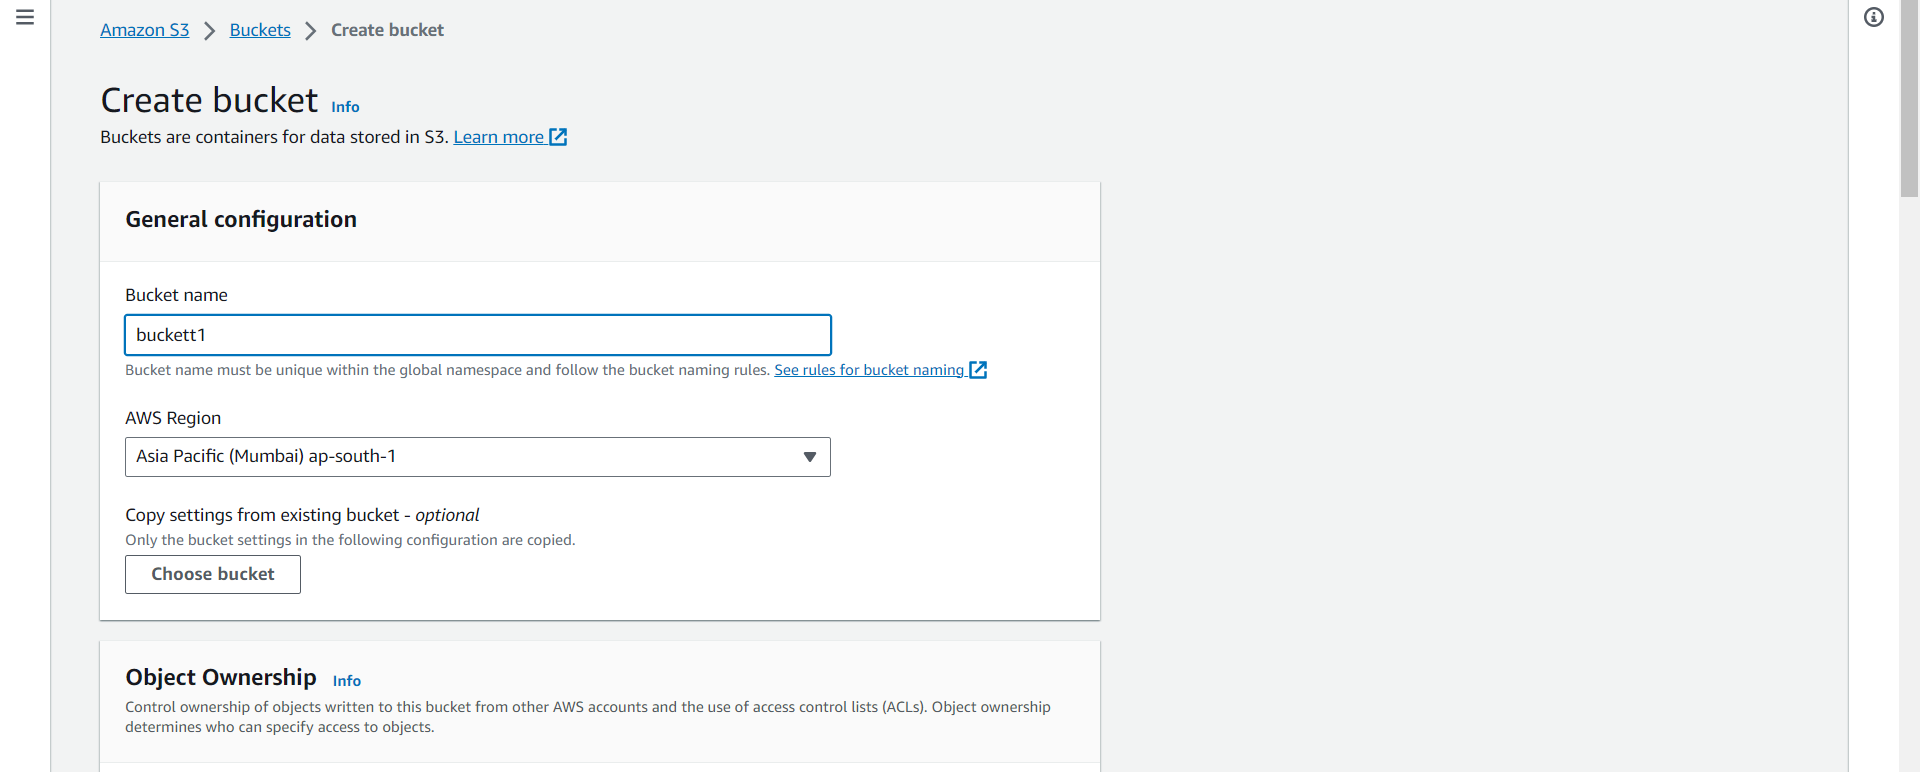 Amazon S3 > Buckets > Create bucket
Create bucket Info
Buckets are containers for data stored in S3. Learn more
General configuration
Bucket name
buckett1
Bucket name must be unique within the global namespace and follow the bucket naming rules. See rules for bucket naming
AWS Region
Asia Pacific (Mumbai) ap-south-1
Copy settings from existing bucket - optional
Only the bucket settings in the following configuration are copied.
Choose bucket
Object Ownership Info
Control ownership of objects written to this bucket from other AWS accounts and the use of access control lists (ACLs). Object ownership
determines who can specify access to objects.